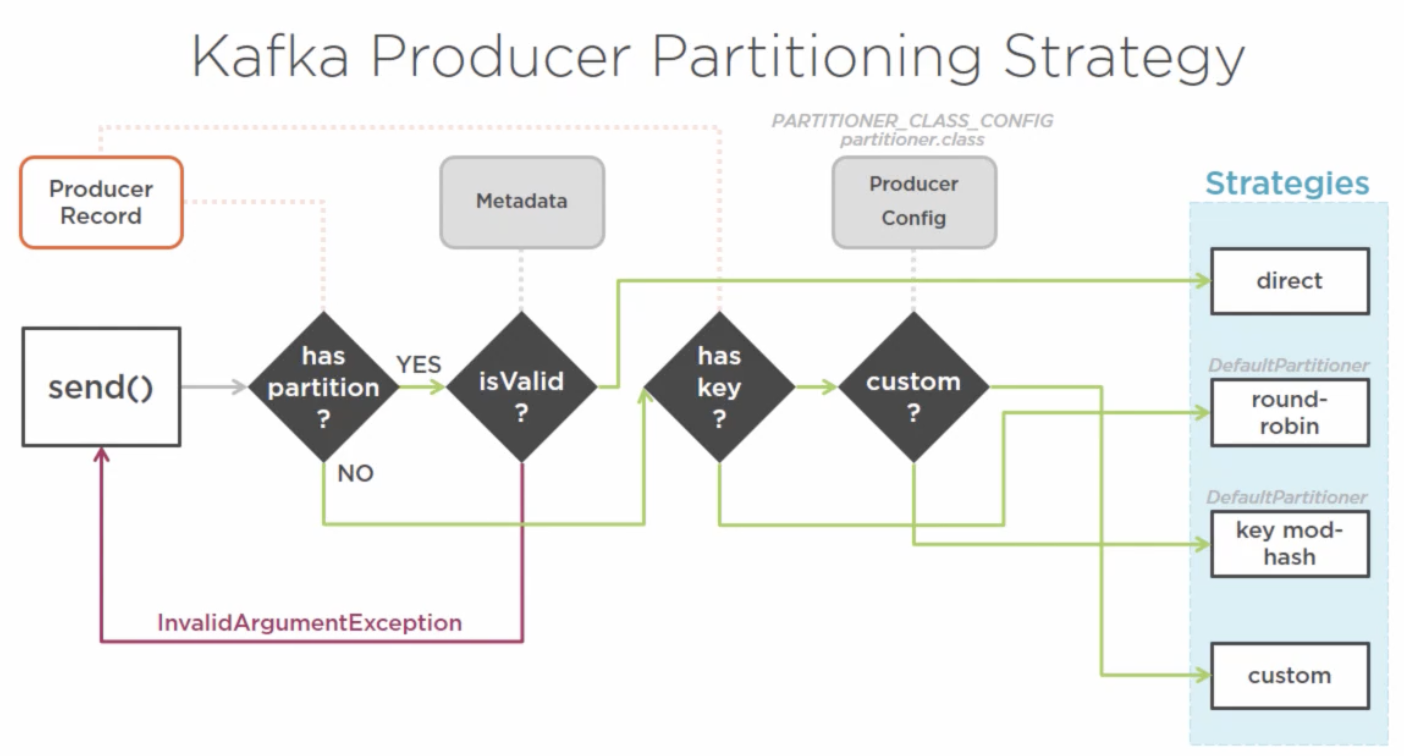 Kafka Producer Partitioning Strategy
PARTITIONER_CLASS_CONFIG
partitioner.class
Producer
Record
Metadada
Producer
Config
Strategies
direct
send()
has
partition
?
YES
isValid
?
has
key
?
custom
?
DefaultPartitioner
round-
robin
NO
DefaultPartitioner
key mod-
hash
InvalidArgumentException
custom